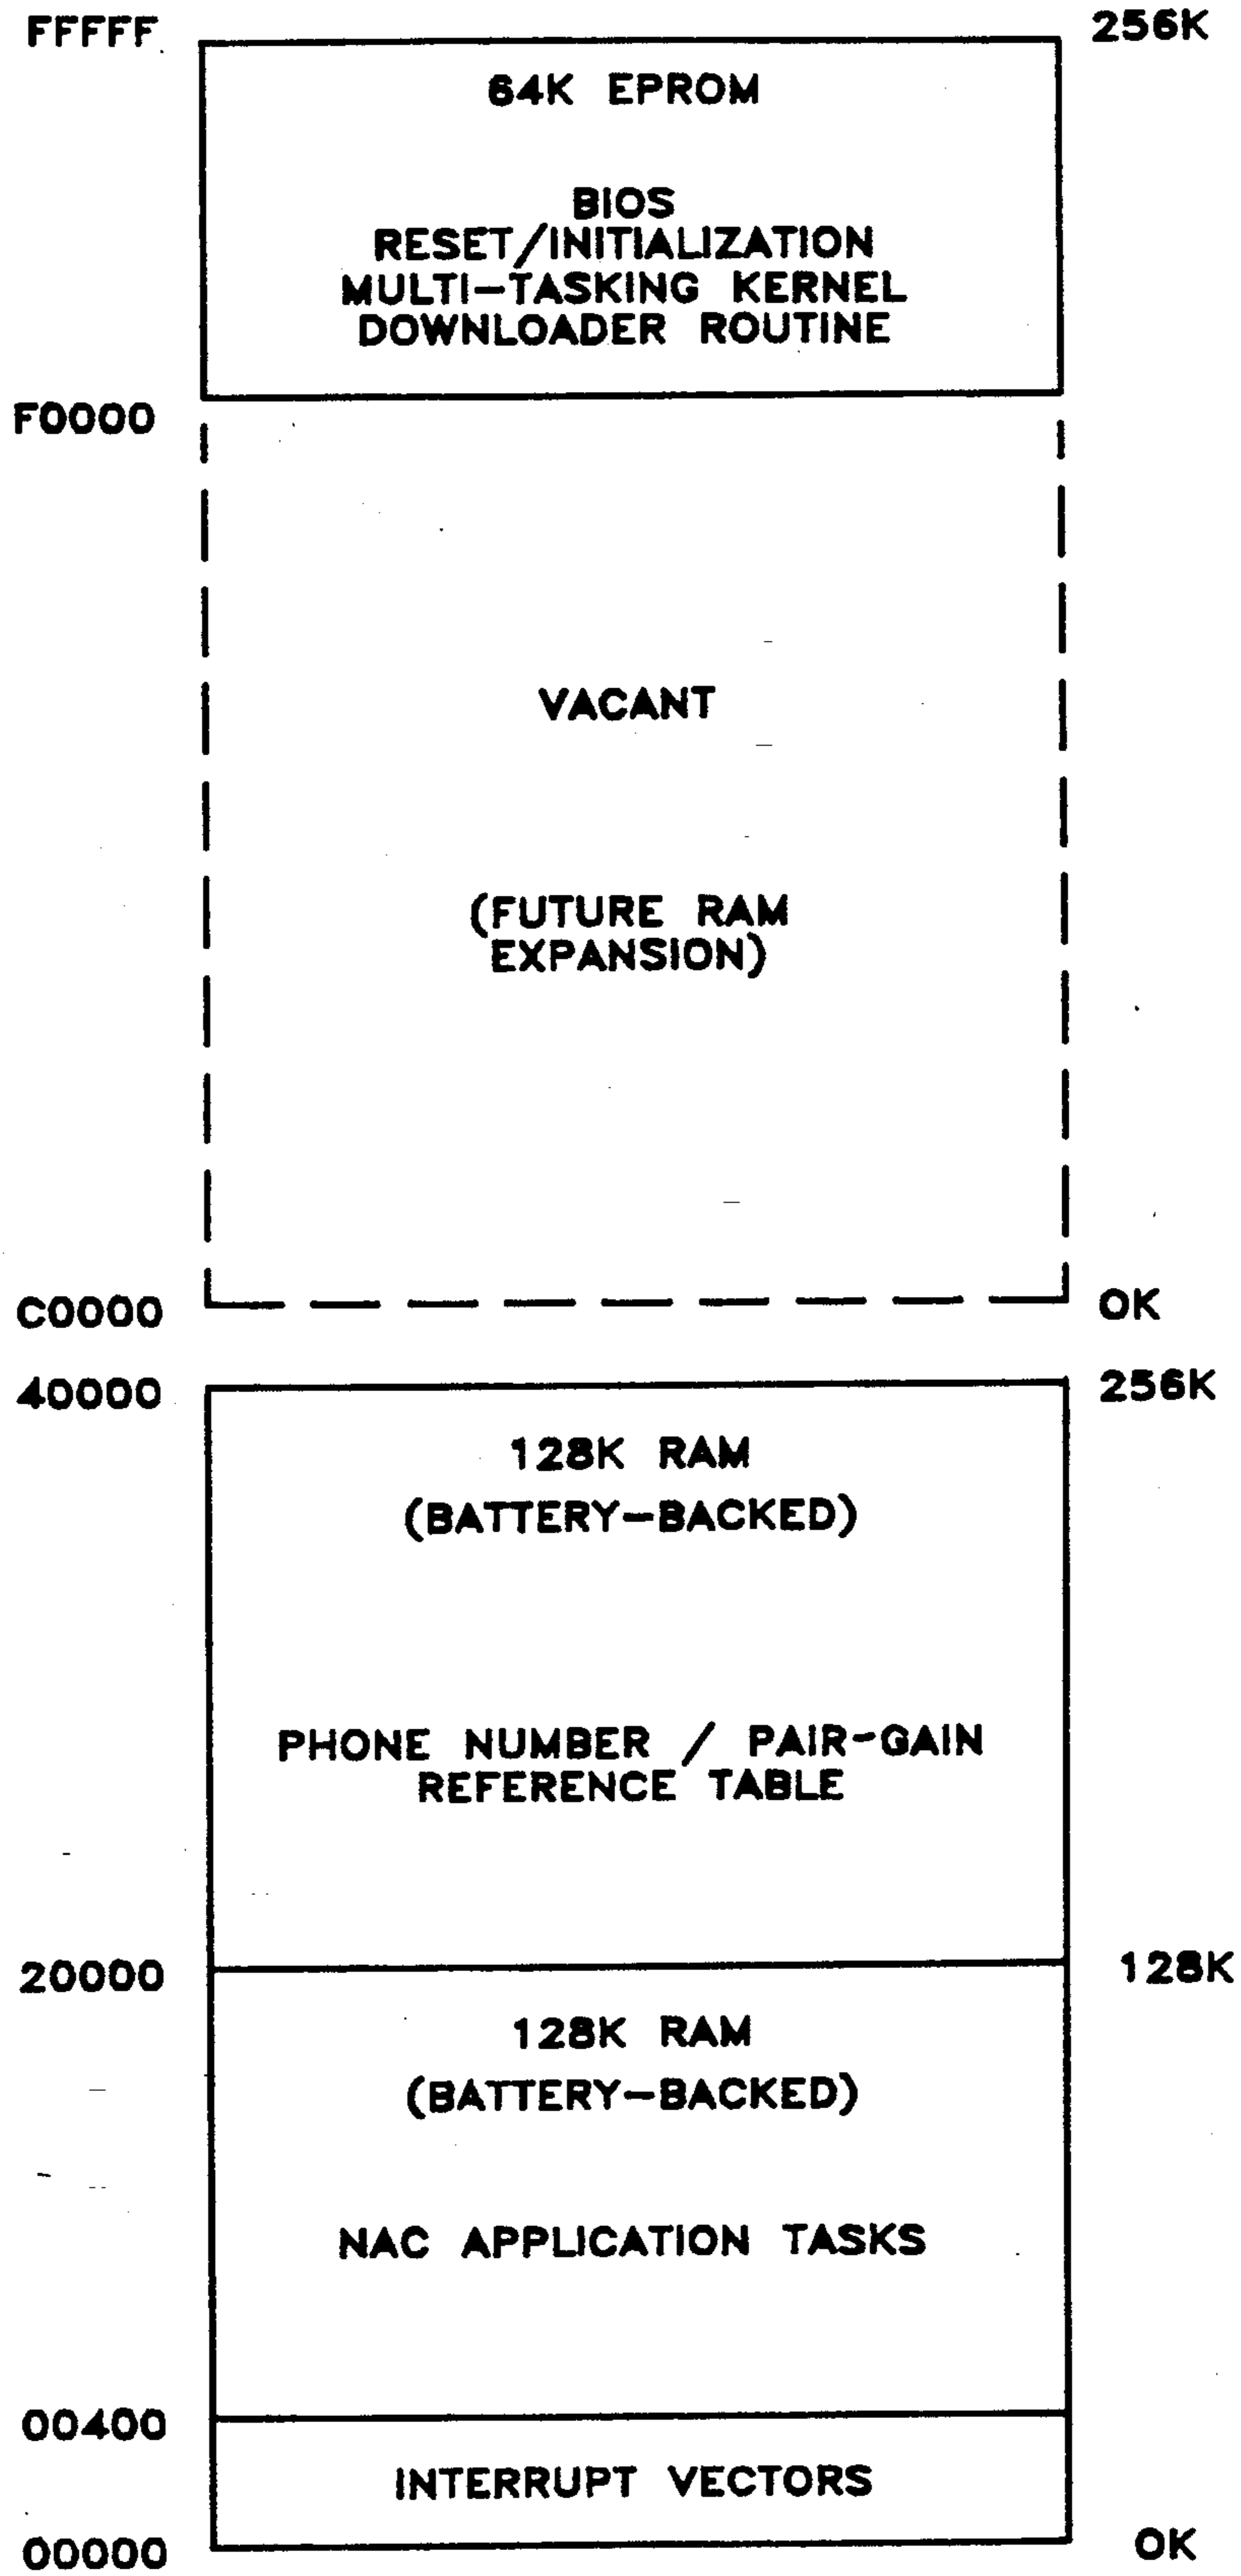 FFFFF
256K
64K EPROM
BIOS
RESET/INITIALIZATION
MULTI-TASKING KERNEL
DOWNLOADER ROUTINE
F0000
VACANT
(FUTURE RAM
EXPANSION)
C0000
0K
40000
256K
128K RAM
(BATTERY-BACKED)
PHONE NUMBER / PAIR-GAIN
REFERENCE TABLE
20000
128K
128K RAM
(BATTERY-BACKED)
NAC APPLICATION TASKS
00400
INTERRUPT VECTORS
00000
0K